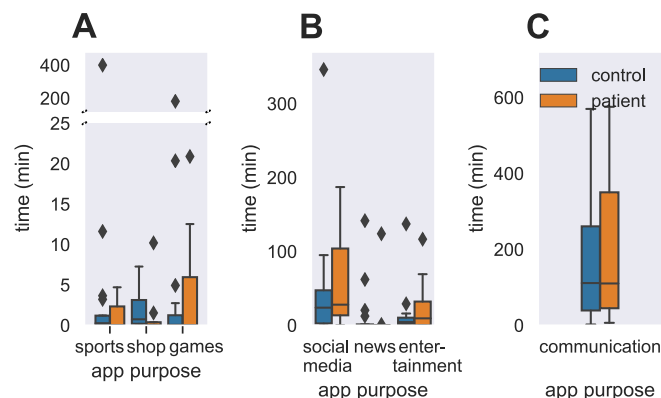 A
B
C
400
200
25
20
15
10
5
0
time (min)
sports shop games
app purpose
300
200
100
0
time (min)
social news enter-
media tainment
app purpose
control
patient
600
400
200
0
time (min)
communication
app purpose